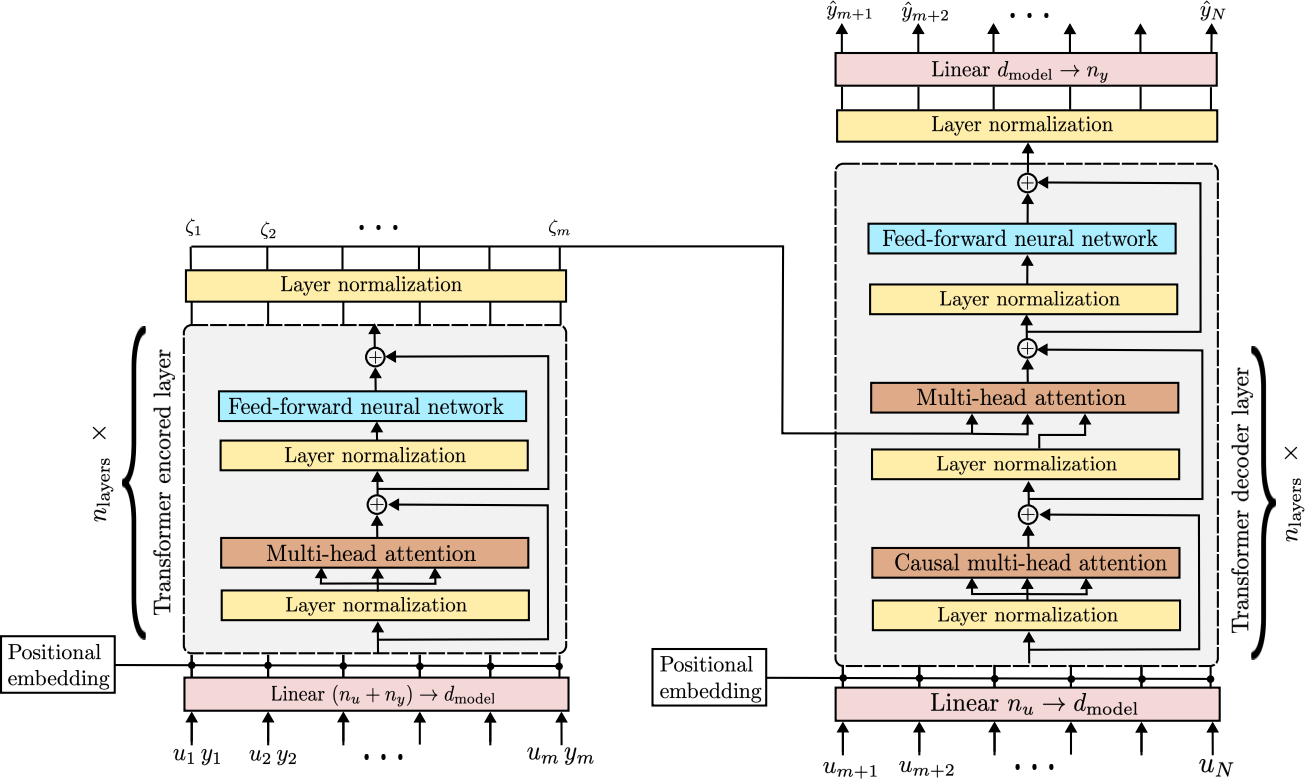 ŷ_{m+1} ŷ_{m+2} ··· ŷ_N
Linear d_model → n_y
Layer normalization
Feed-forward neural network
Layer normalization
Multi-head attention
Layer normalization
Causal multi-head attention
Layer normalization
Transformer decoder layer
n_layers ×
Positional
embedding
Linear n_u → d_model
u_{m+1} u_{m+2} ··· u_N
ζ_1 ζ_2 ··· ζ_m
Layer normalization
Feed-forward neural network
Layer normalization
Multi-head attention
Layer normalization
Transformer encored layer
n_layers ×
Positional
embedding
Linear (n_u + n_y) → d_model
u_1 y_1 u_2 y_2 ··· u_m y_m